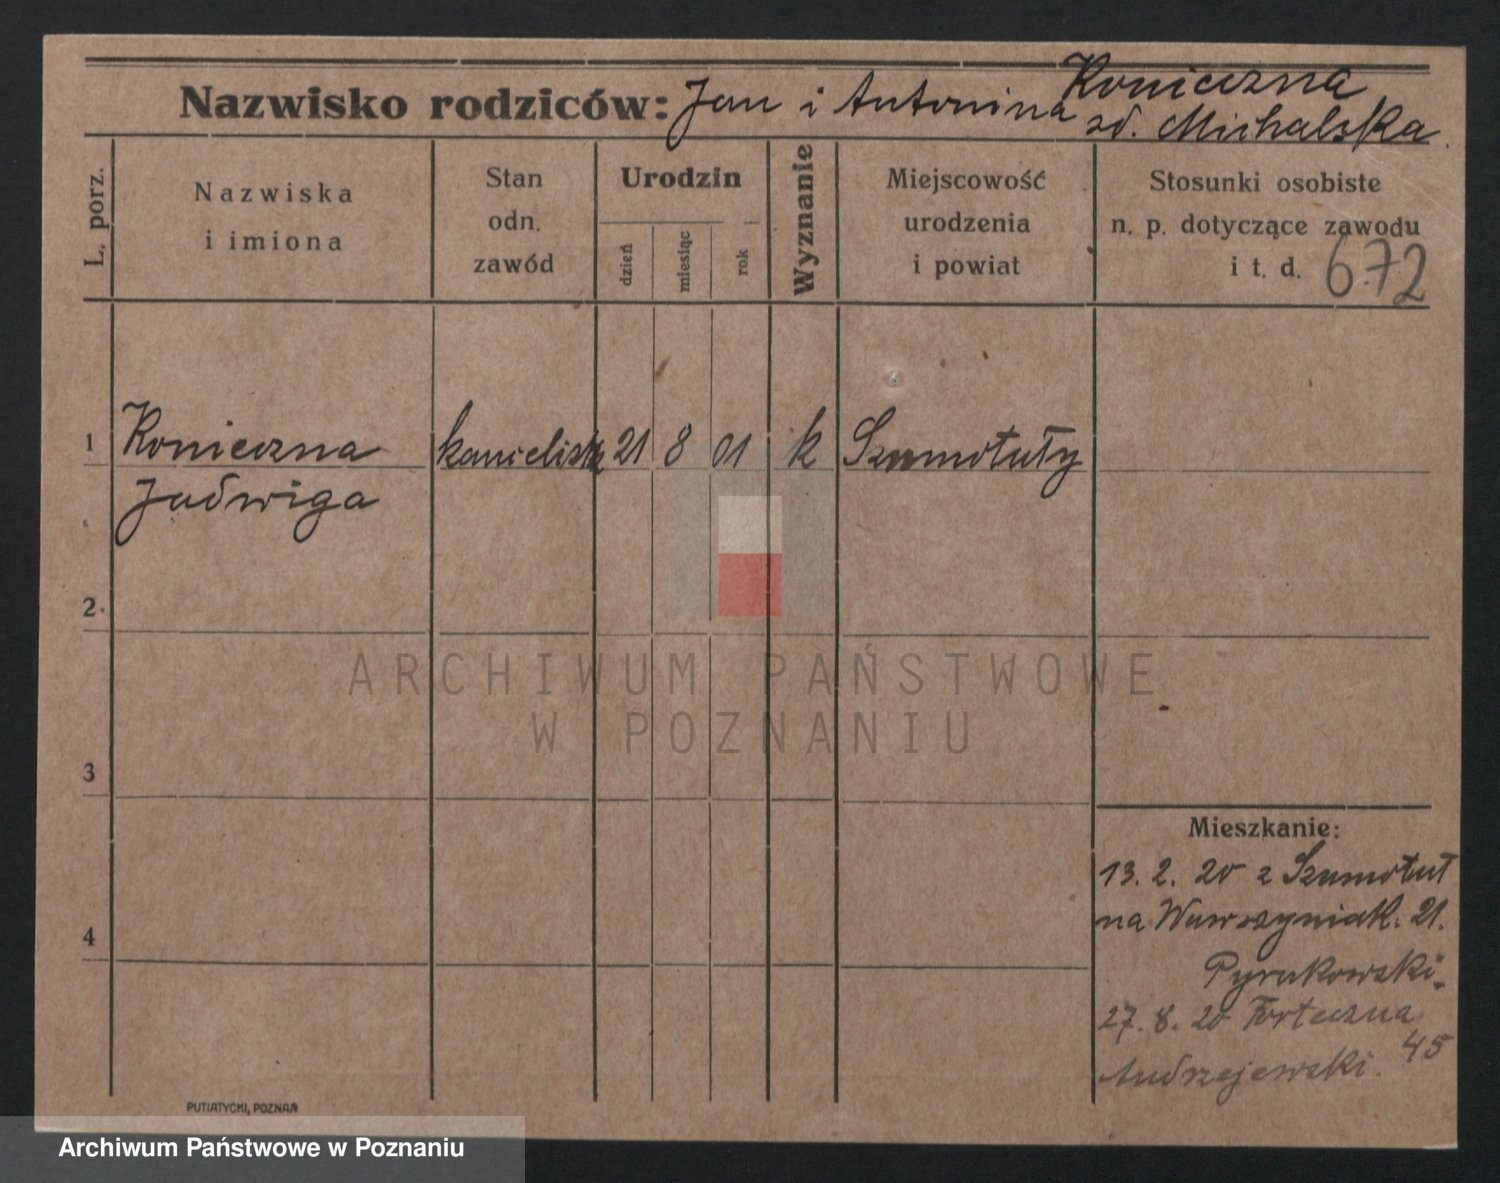 Nazwisko rodziców: Jan i Antonina Konieczna
zd. Michalska.
L. porz.
Nazwiska
i imiona
Stan
odn.
zawód
Urodzin
dzień
miesiąc
rok
Wyznanie
Miejscowość
urodzenia
i powiat
Stosunki osobiste
n. p. dotyczące zawodu
i t. d. 672
1 Konieczna 21 8 01 k Szamotuły
Jadwiga
2.
3
4
ARCHIWUM PAŃSTWOWE
W POZNANIU
Mieszkanie:
13. 2. 20 z Szamotuł
na Wawrzyniak. 21.
27. 8. 20 Forteczna
45
Andrzejewski.
PUTIATYCKI, POZNAŃ
Archiwum Państwowe w Poznaniu